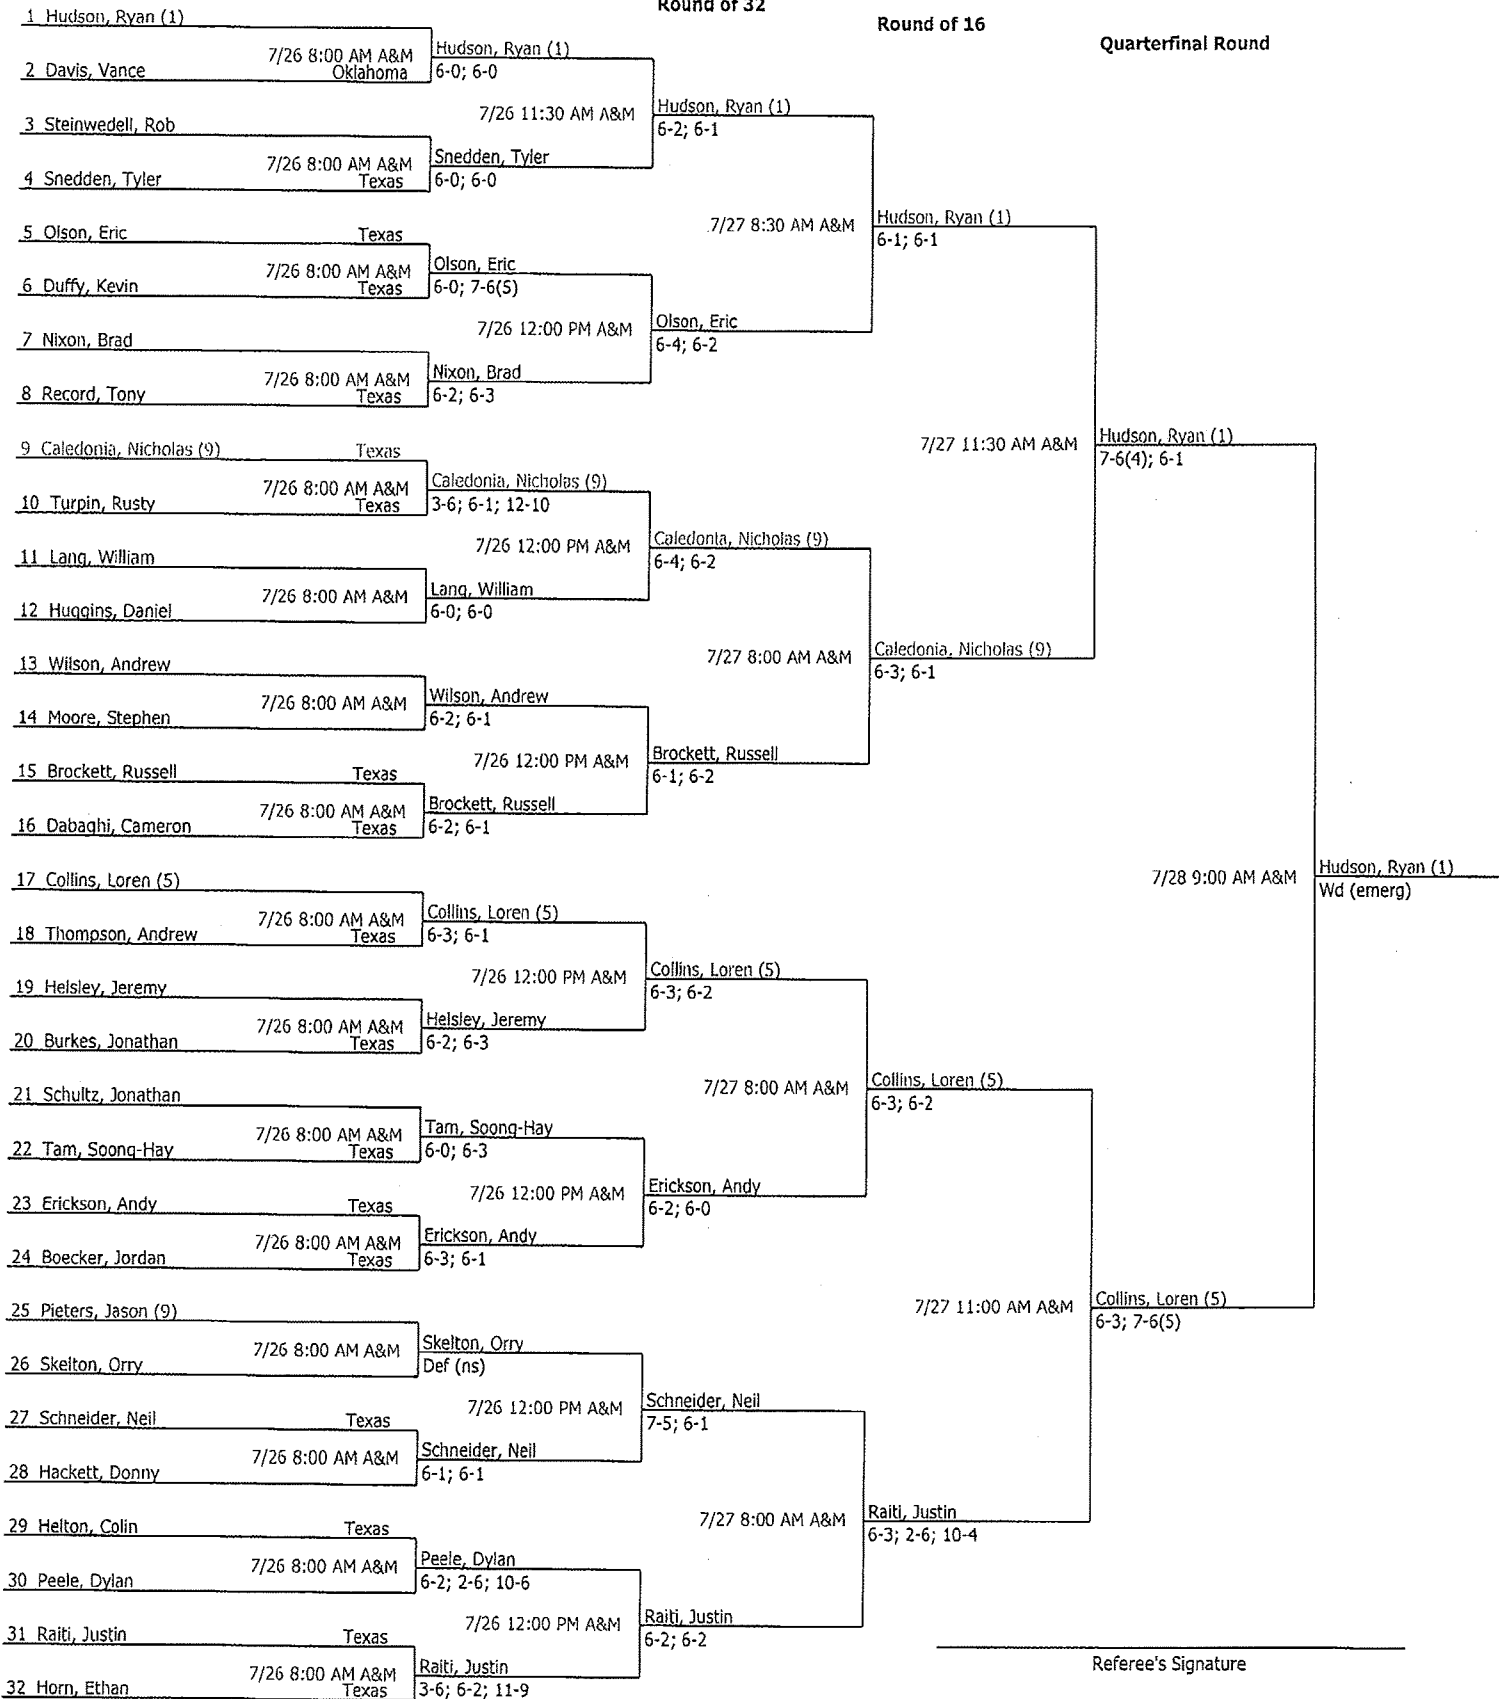 Round of 32
Round of 16
Quarterfinal Round
1 Hudson, Ryan (1)
7/26 8:00 AM A&M
Hudson, Ryan (1)
2 Davis, Vance
Oklahoma
6-0; 6-0
7/26 11:30 AM A&M
Hudson, Ryan (1)
6-2; 6-1
3 Steinwedell, Rob
7/26 8:00 AM A&M
Snedden, Tyler
4 Snedden, Tyler
Texas
6-0; 6-0
7/27 8:30 AM A&M
Hudson, Ryan (1)
6-1; 6-1
5 Olson, Eric
Texas
7/26 8:00 AM A&M
Olson, Eric
6 Duffy, Kevin
Texas
6-0; 7-6(5)
7/26 12:00 PM A&M
Olson, Eric
6-4; 6-2
7 Nixon, Brad
7/26 8:00 AM A&M
Nixon, Brad
8 Record, Tony
Texas
6-2; 6-3
7/27 11:30 AM A&M
Hudson, Ryan (1)
7-6(4); 6-1
9 Caledonia, Nicholas (9)
Texas
7/26 8:00 AM A&M
Caledonia, Nicholas (9)
10 Turpin, Rusty
Texas
3-6; 6-1; 12-10
7/26 12:00 PM A&M
Caledonia, Nicholas (9)
6-4; 6-2
11 Lang, William
7/26 8:00 AM A&M
Lang, William
12 Huggins, Daniel
6-0; 6-0
7/27 8:00 AM A&M
Caledonia, Nicholas (9)
6-3; 6-1
13 Wilson, Andrew
7/26 8:00 AM A&M
Wilson, Andrew
14 Moore, Stephen
6-2; 6-1
7/26 12:00 PM A&M
Brockett, Russell
6-1; 6-2
15 Brockett, Russell
Texas
7/26 8:00 AM A&M
Brockett, Russell
16 Dabaghi, Cameron
Texas
6-2; 6-1
7/28 9:00 AM A&M
Hudson, Ryan (1)
Wd (emerg)
17 Collins, Loren (5)
7/26 8:00 AM A&M
Collins, Loren (5)
18 Thompson, Andrew
Texas
6-3; 6-1
7/26 12:00 PM A&M
Collins, Loren (5)
6-3; 6-2
19 Helsley, Jeremy
7/26 8:00 AM A&M
Helsley, Jeremy
20 Burkes, Jonathan
Texas
6-2; 6-3
7/27 8:00 AM A&M
Collins, Loren (5)
6-3; 6-2
21 Schultz, Jonathan
7/26 8:00 AM A&M
Tam, Soong-Hay
22 Tam, Soong-Hay
Texas
6-0; 6-3
7/26 12:00 PM A&M
Erickson, Andy
6-2; 6-0
23 Erickson, Andy
Texas
7/26 8:00 AM A&M
Erickson, Andy
24 Boecker, Jordan
Texas
6-3; 6-1
7/27 11:00 AM A&M
Collins, Loren (5)
6-3; 7-6(5)
25 Pieters, Jason (9)
7/26 8:00 AM A&M
Skelton, Orry
26 Skelton, Orry
Def (ns)
7/26 12:00 PM A&M
Schneider, Neil
7-5; 6-1
27 Schneider, Neil
Texas
7/26 8:00 AM A&M
Schneider, Neil
28 Hackett, Donny
6-1; 6-1
7/27 8:00 AM A&M
Raiti, Justin
6-3; 2-6; 10-4
29 Helton, Colin
Texas
7/26 8:00 AM A&M
Peele, Dylan
30 Peele, Dylan
6-2; 2-6; 10-6
7/26 12:00 PM A&M
Raiti, Justin
6-2; 6-2
31 Raiti, Justin
Texas
7/26 8:00 AM A&M
Raiti, Justin
32 Horn, Ethan
Texas
3-6; 6-2; 11-9
Referee's Signature